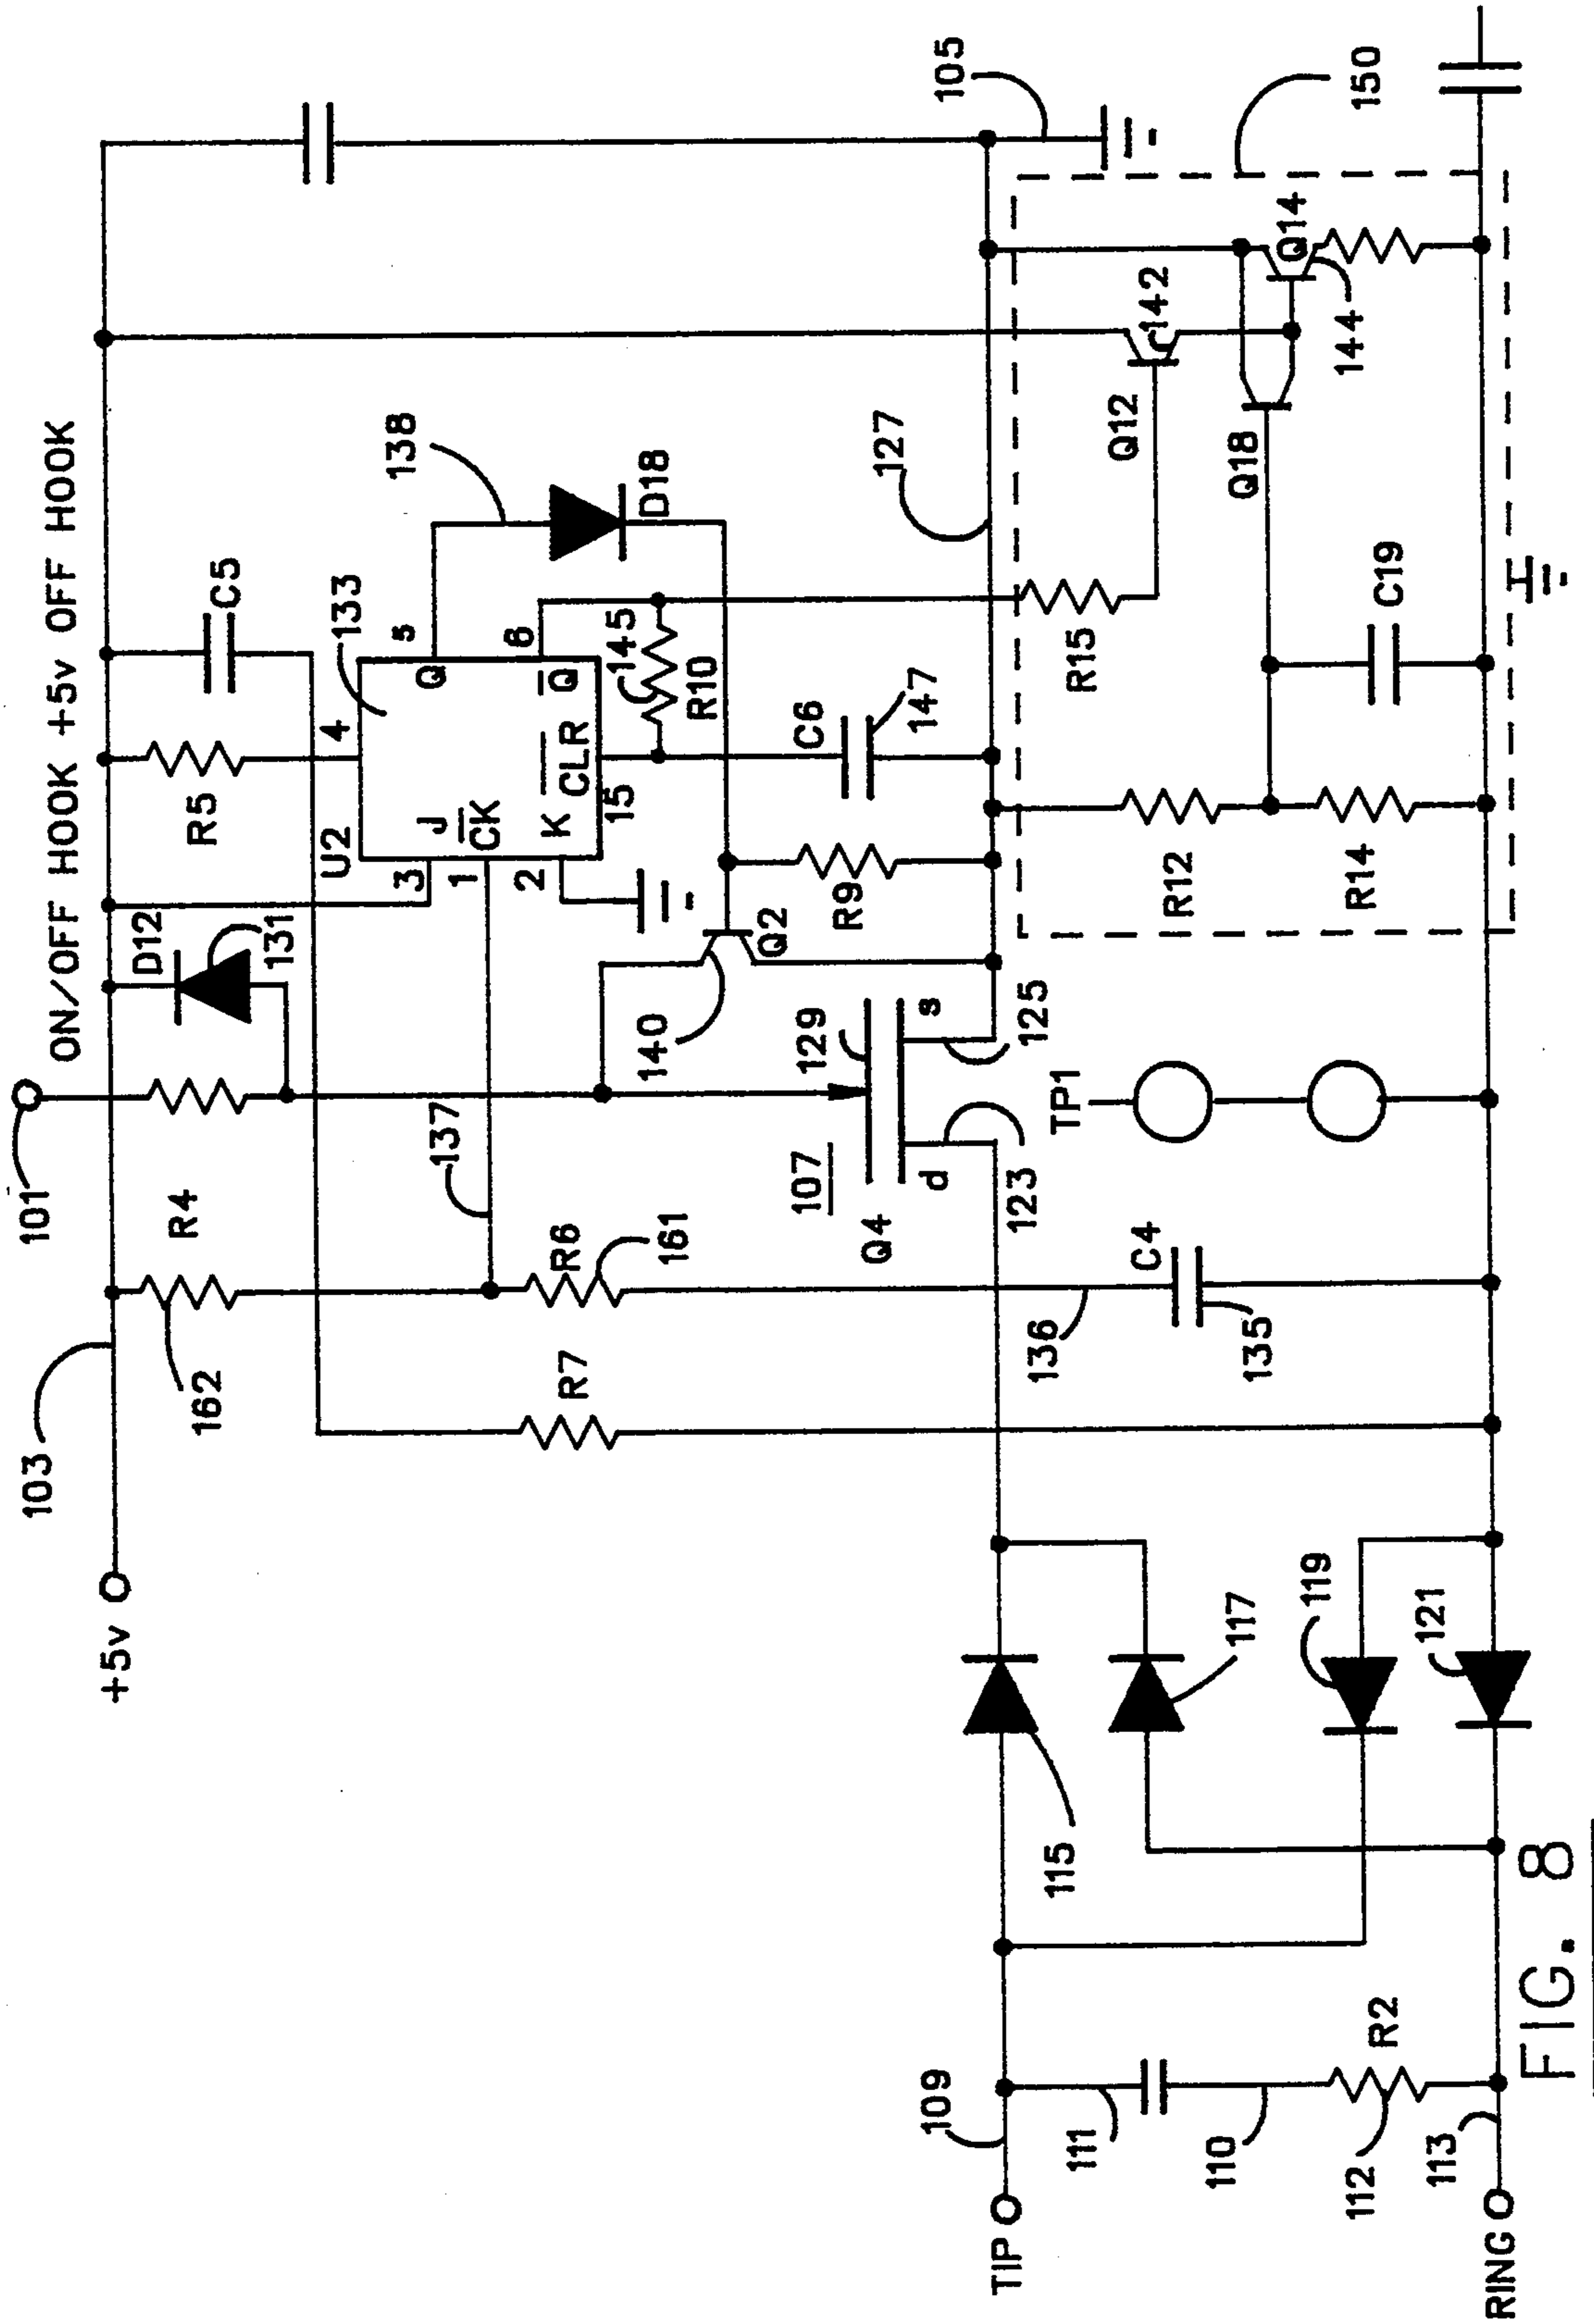 101
ON/OFF HOOK +5v OFF HOOK
103
+5v
162
R4
D12
131
R5
C5
U2
4
133
J
3
CK
1
K
2
CLR
15
Q
5
Q
6
138
D18
145
R10
137
R6
161
R7
140
Q2
R9
C6
147
129
107
Q4
d
s
123
125
127
105
150
136
C4
135
TP1
R12
R14
R15
C19
Q12
142
Q18
Q14
144
TIP
109
111
110
112
R2
113
RING
115
117
119
121
FIG. 8